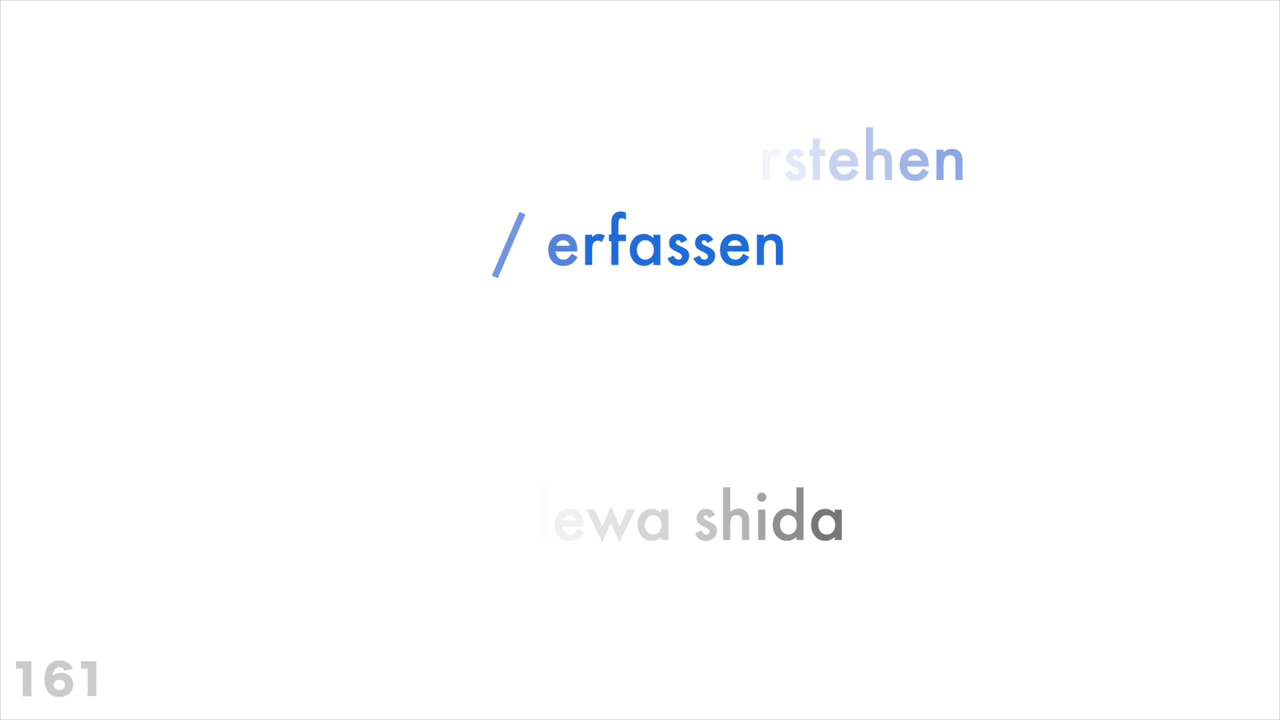 rstehen
/ erfassen
lewa shida
161